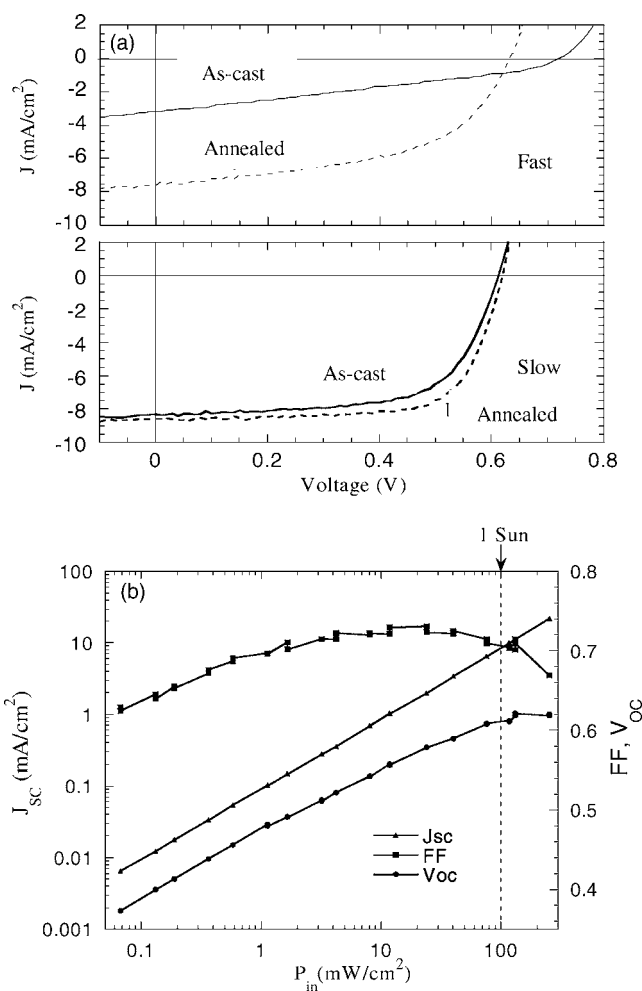 (a)
2
0
-2
-4
-6
-8
-10
J (mA/cm²)
As-cast
Annealed
Fast
2
0
-2
-4
-6
-8
-10
J (mA/cm²)
As-cast
Slow
Annealed
0 0.2 0.4 0.6 0.8
Voltage (V)
1 Sun
(b)
100
10
1
0.1
0.01
0.001
J_SC (mA/cm²)
0.8
0.7
0.6
0.5
0.4
FF, V_OC
Jsc
FF
Voc
0.1 1 10 100
P_in (mW/cm²)